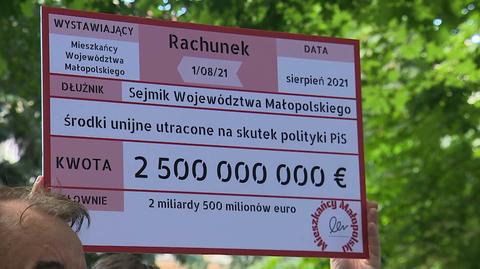 WYSTAWIAJĄCY
Rachunek
DATA
Mieszkańcy
Województwa
Małopolskiego
1/08/21
sierpień 2021
DŁUŻNIK
Sejmik Województwa Małopolskiego
środki unijne utracone na skutek polityki PiS
KWOTA
2 500 000 000 €
ŁOWNIE
2 miliardy 500 milionów euro
Mieszkańcy Małopolski